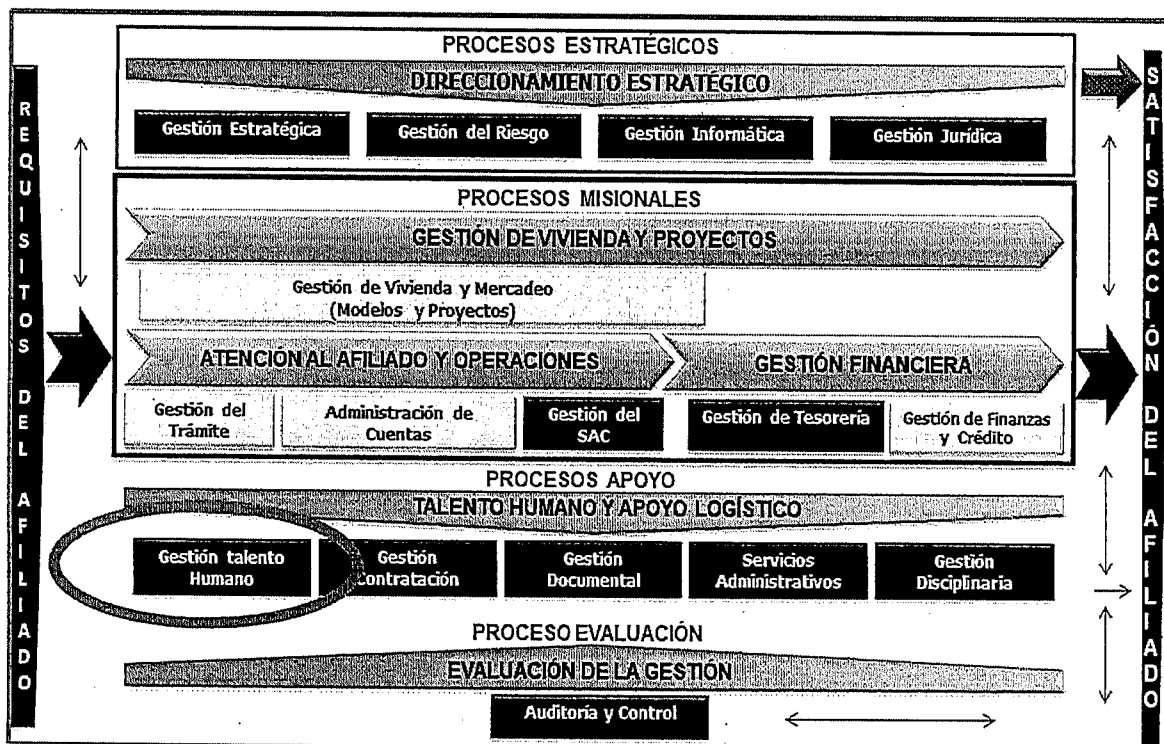 PROCESOS ESTRATÉGICOS
DIRECCIONAMIENTO ESTRATÉGICO
Gestión Estratégica
Gestión del Riesgo
Gestión Informática
Gestión Jurídica
REQUISITOS DEL AFILIADO
PROCESOS MISIONALES
GESTIÓN DE VIVIENDA Y PROYECTOS
Gestión de Vivienda y Mercadeo
(Modelos y Proyectos)
ATENCIÓN AL AFILIADO Y OPERACIONES
GESTIÓN FINANCIERA
Gestión del
Trámite
Administración de
Cuentas
Gestión del
SAC
Gestión de Tesorería
Gestión de Finanzas
y Crédito
SATISFACCIÓN DEL AFILIADO
PROCESOS APOYO
TALENTO HUMANO Y APOYO LOGÍSTICO
Gestión talento
Humano
Gestión
Contratación
Gestión
Documental
Servicios
Administrativos
Gestión
Disciplinaria
PROCESO EVALUACIÓN
EVALUACIÓN DE LA GESTIÓN
Auditoría y Control